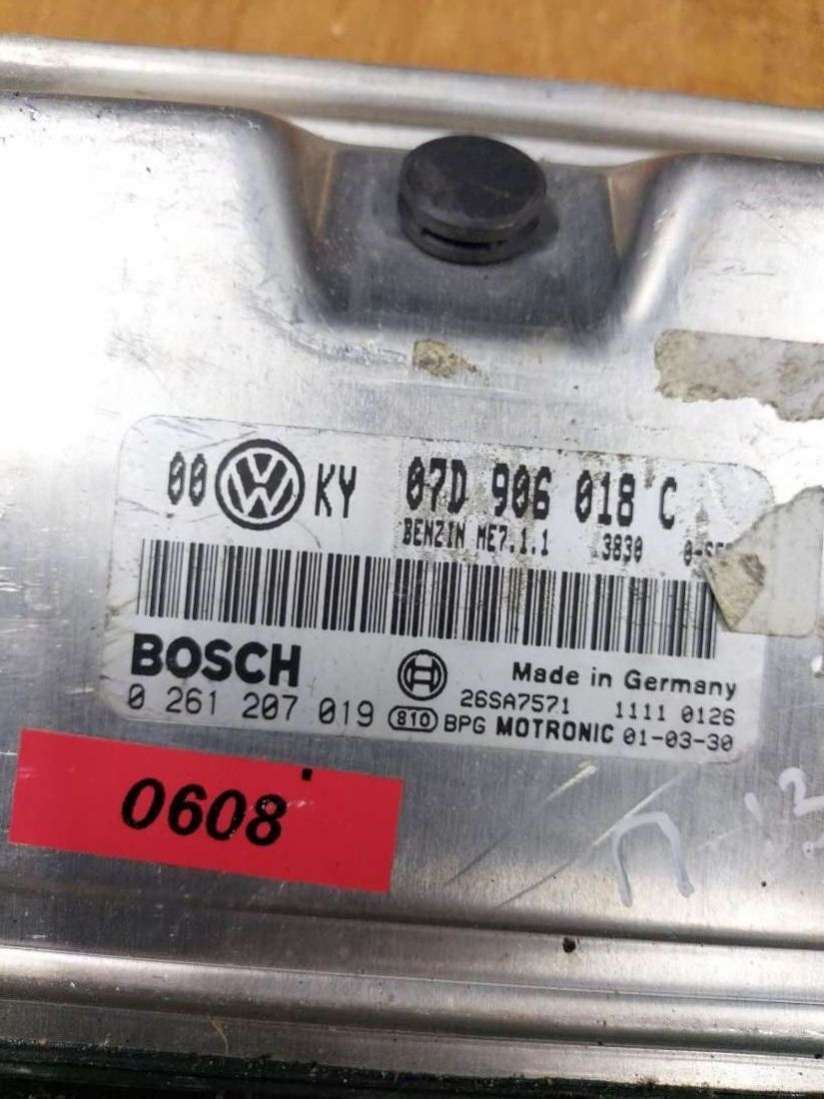 00 VW KY 07D 906 018 C
BENZIN ME7.1.1 3830
BOSCH
Made in Germany
26SA7571 1111 0126
0 261 207 019 810 BPG MOTRONIC 01-03-30
0608